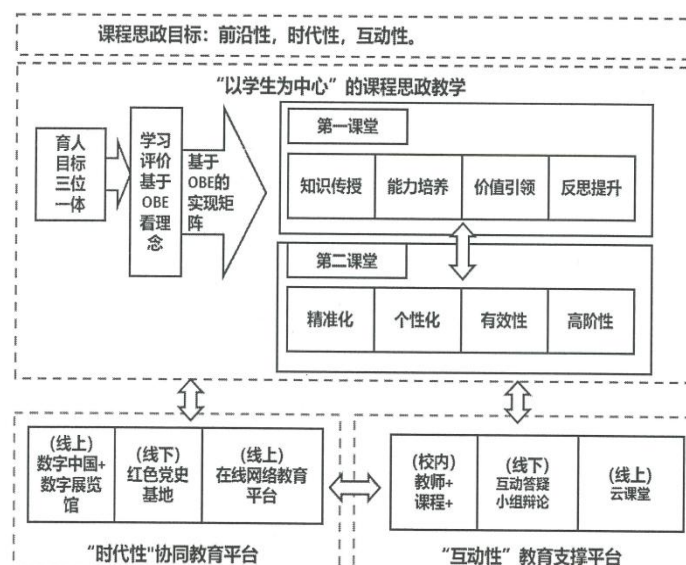 课程思政目标：前沿性，时代性，互动性。
“以学生为中心”的课程思政教学
育人
目标
三位
一体
学习
评价
基于
OBE
看理
念
基于
OBE的
实现矩
阵
第一课堂
知识传授
能力培养
价值引领
反思提升
第二课堂
精准化
个性化
有效性
高阶性
(线上)
数字中国+
数字展览
馆
(线下)
红色党史
基地
(线上)
在线网络教育
平台
“时代性"协同教育平台
(校内)
教师+
课程+
(线下)
互动答疑
小组辩论
(线上)
云课堂
“互动性”教育支撑平台